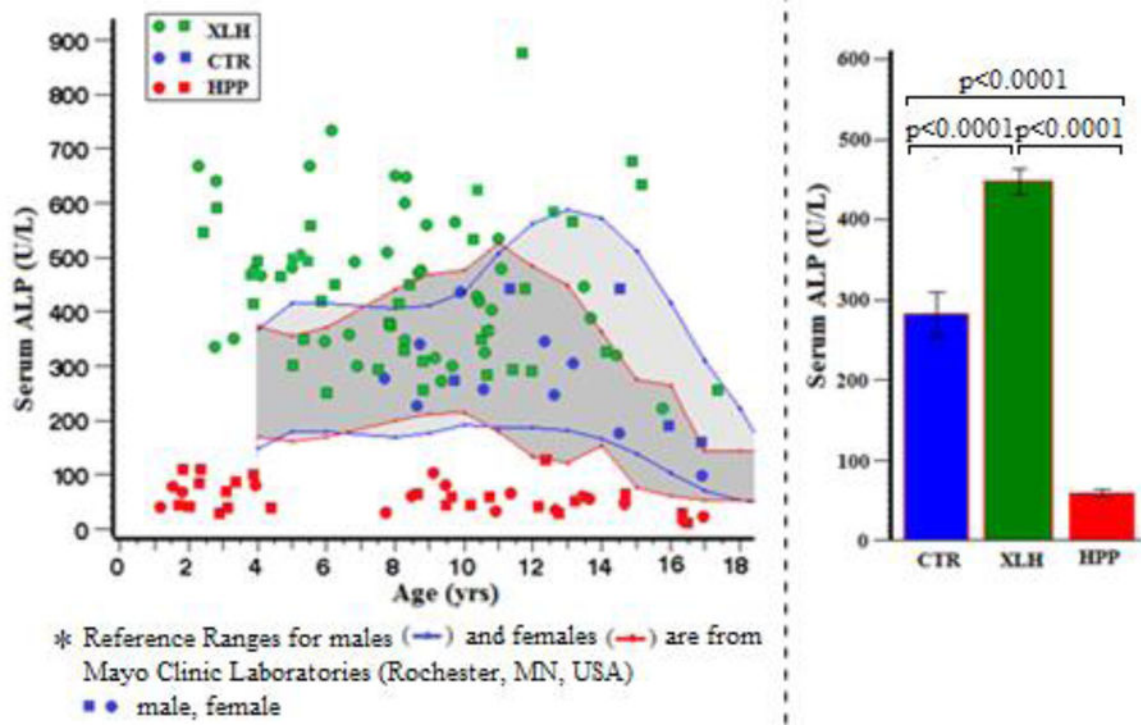 XLH
CTR
HPP
900
800
700
600
500
400
300
200
100
0
Serum ALP (U/L)
0 2 4 6 8 10 12 14 16 18
Age (yrs)
* Reference Ranges for males (—) and females (—) are from
Mayo Clinic Laboratories (Rochester, MN, USA)
male, female
600
500
400
300
200
100
0
Serum ALP (U/L)
p<0.0001
p<0.0001 p<0.0001
CTR XLH HPP